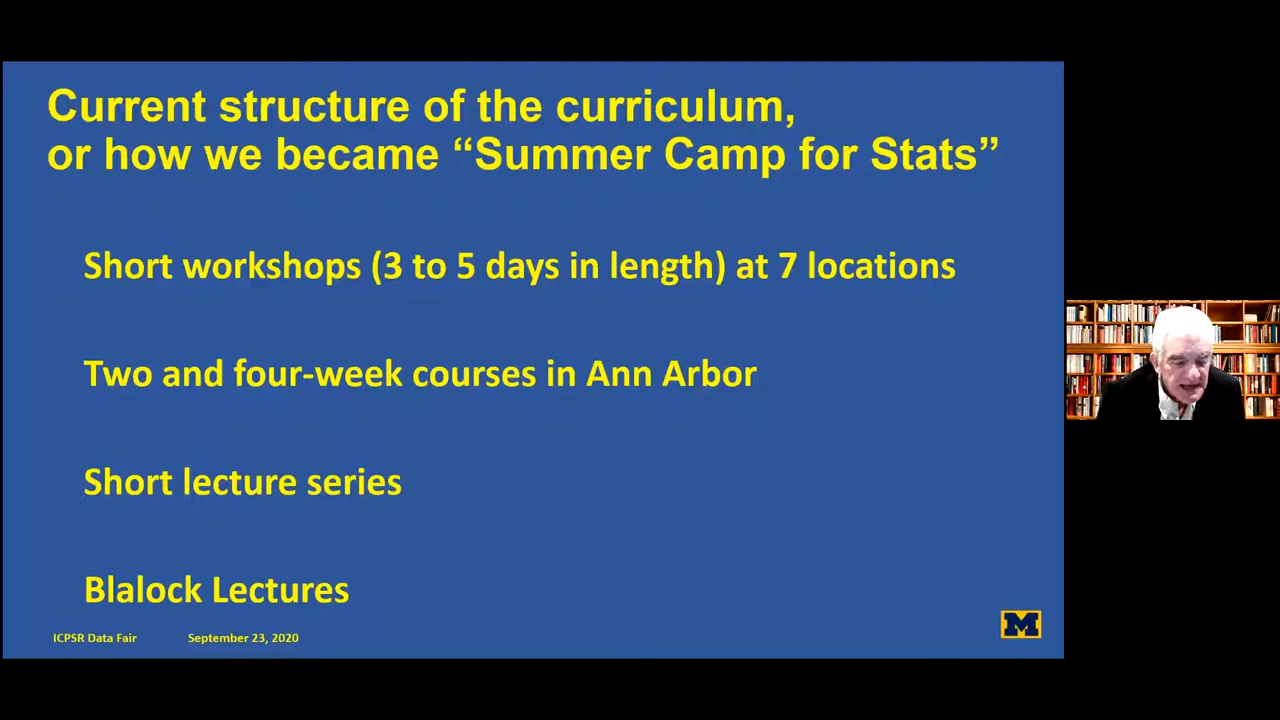 Current structure of the curriculum,
or how we became “Summer Camp for Stats”
Short workshops (3 to 5 days in length) at 7 locations
Two and four-week courses in Ann Arbor
Short lecture series
Blalock Lectures
ICPSR Data Fair September 23, 2020
M